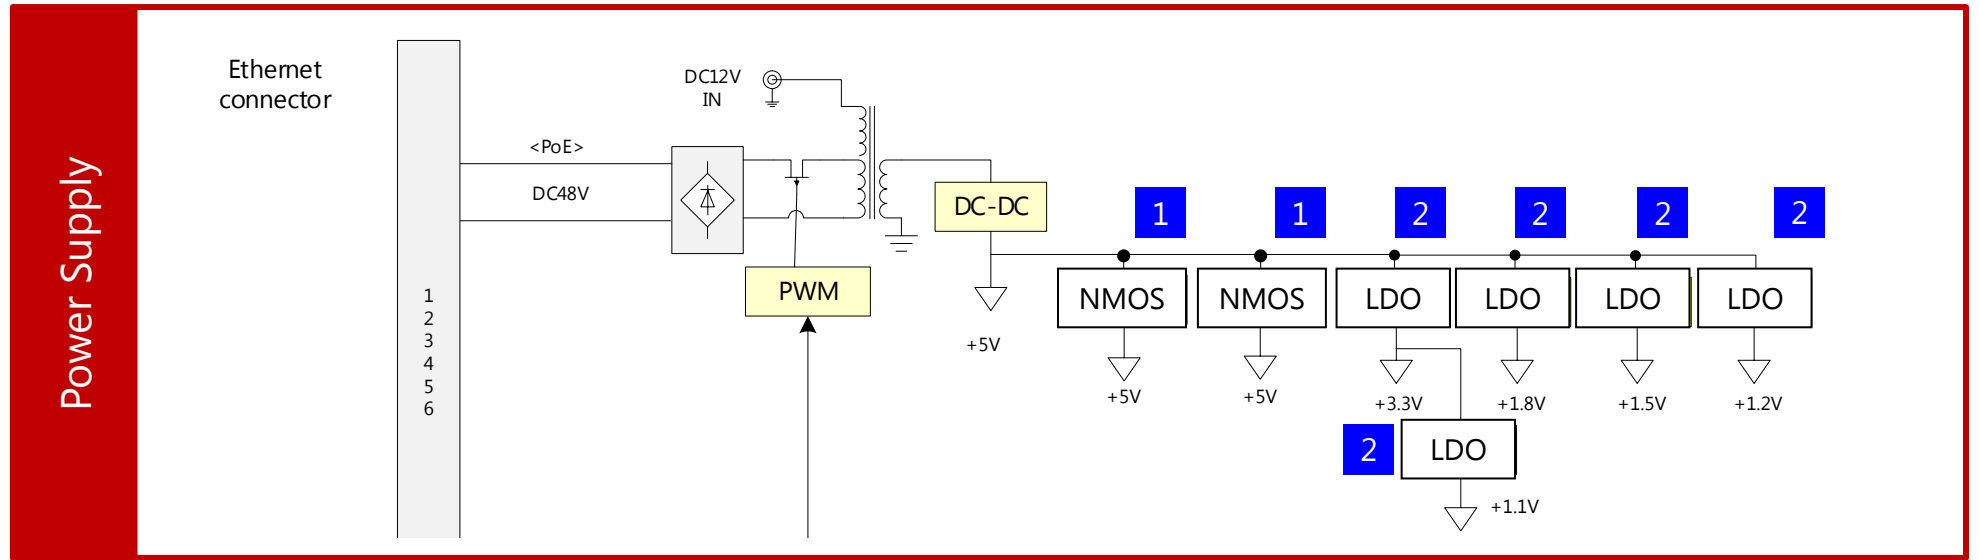 Power Supply
Ethernet
connector
1
2
3
4
5
6
<PoE>
DC48V
DC12V
IN
PWM
DC-DC
+5V
1
1
2
2
2
2
NMOS
NMOS
LDO
LDO
LDO
LDO
+5V
+5V
+3.3V
+1.8V
+1.5V
+1.2V
2
LDO
+1.1V